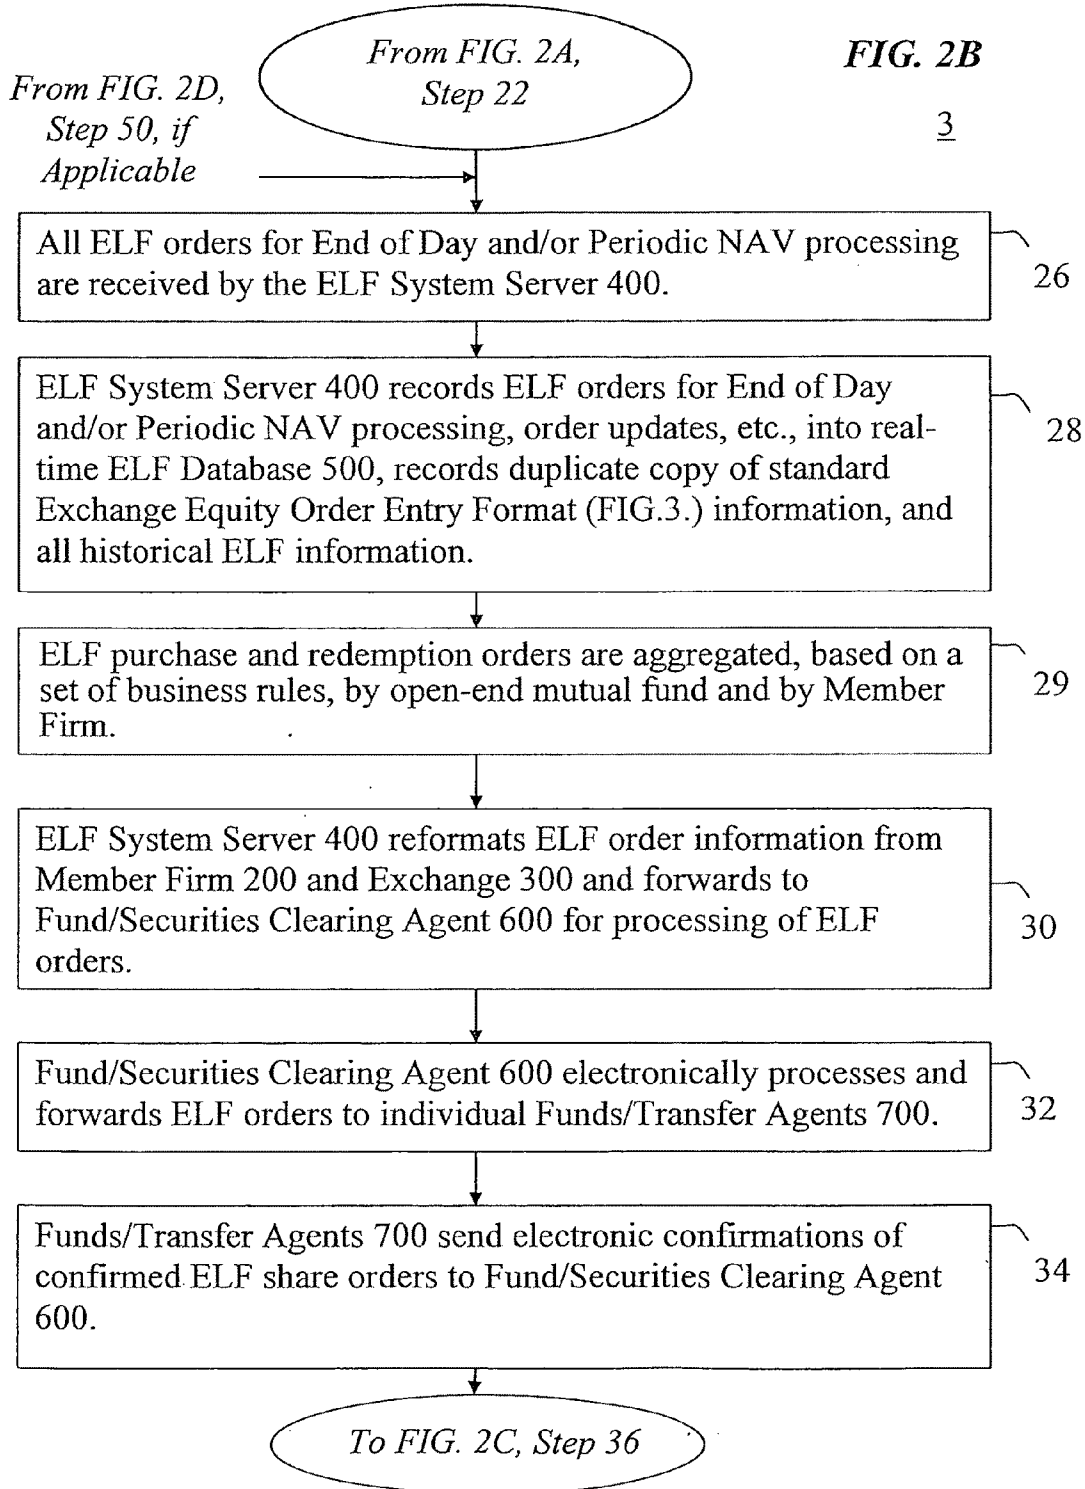 From FIG. 2A,
Step 22
FIG. 2B
3
From FIG. 2D,
Step 50, if
Applicable
All ELF orders for End of Day and/or Periodic NAV processing
are received by the ELF System Server 400.
26
ELF System Server 400 records ELF orders for End of Day
and/or Periodic NAV processing, order updates, etc., into real-
time ELF Database 500, records duplicate copy of standard
Exchange Equity Order Entry Format (FIG.3.) information, and
all historical ELF information.
28
ELF purchase and redemption orders are aggregated, based on a
set of business rules, by open-end mutual fund and by Member
Firm.
29
ELF System Server 400 reformats ELF order information from
Member Firm 200 and Exchange 300 and forwards to
Fund/Securities Clearing Agent 600 for processing of ELF
orders.
30
Fund/Securities Clearing Agent 600 electronically processes and
forwards ELF orders to individual Funds/Transfer Agents 700.
32
Funds/Transfer Agents 700 send electronic confirmations of
confirmed ELF share orders to Fund/Securities Clearing Agent
600.
34
To FIG. 2C, Step 36